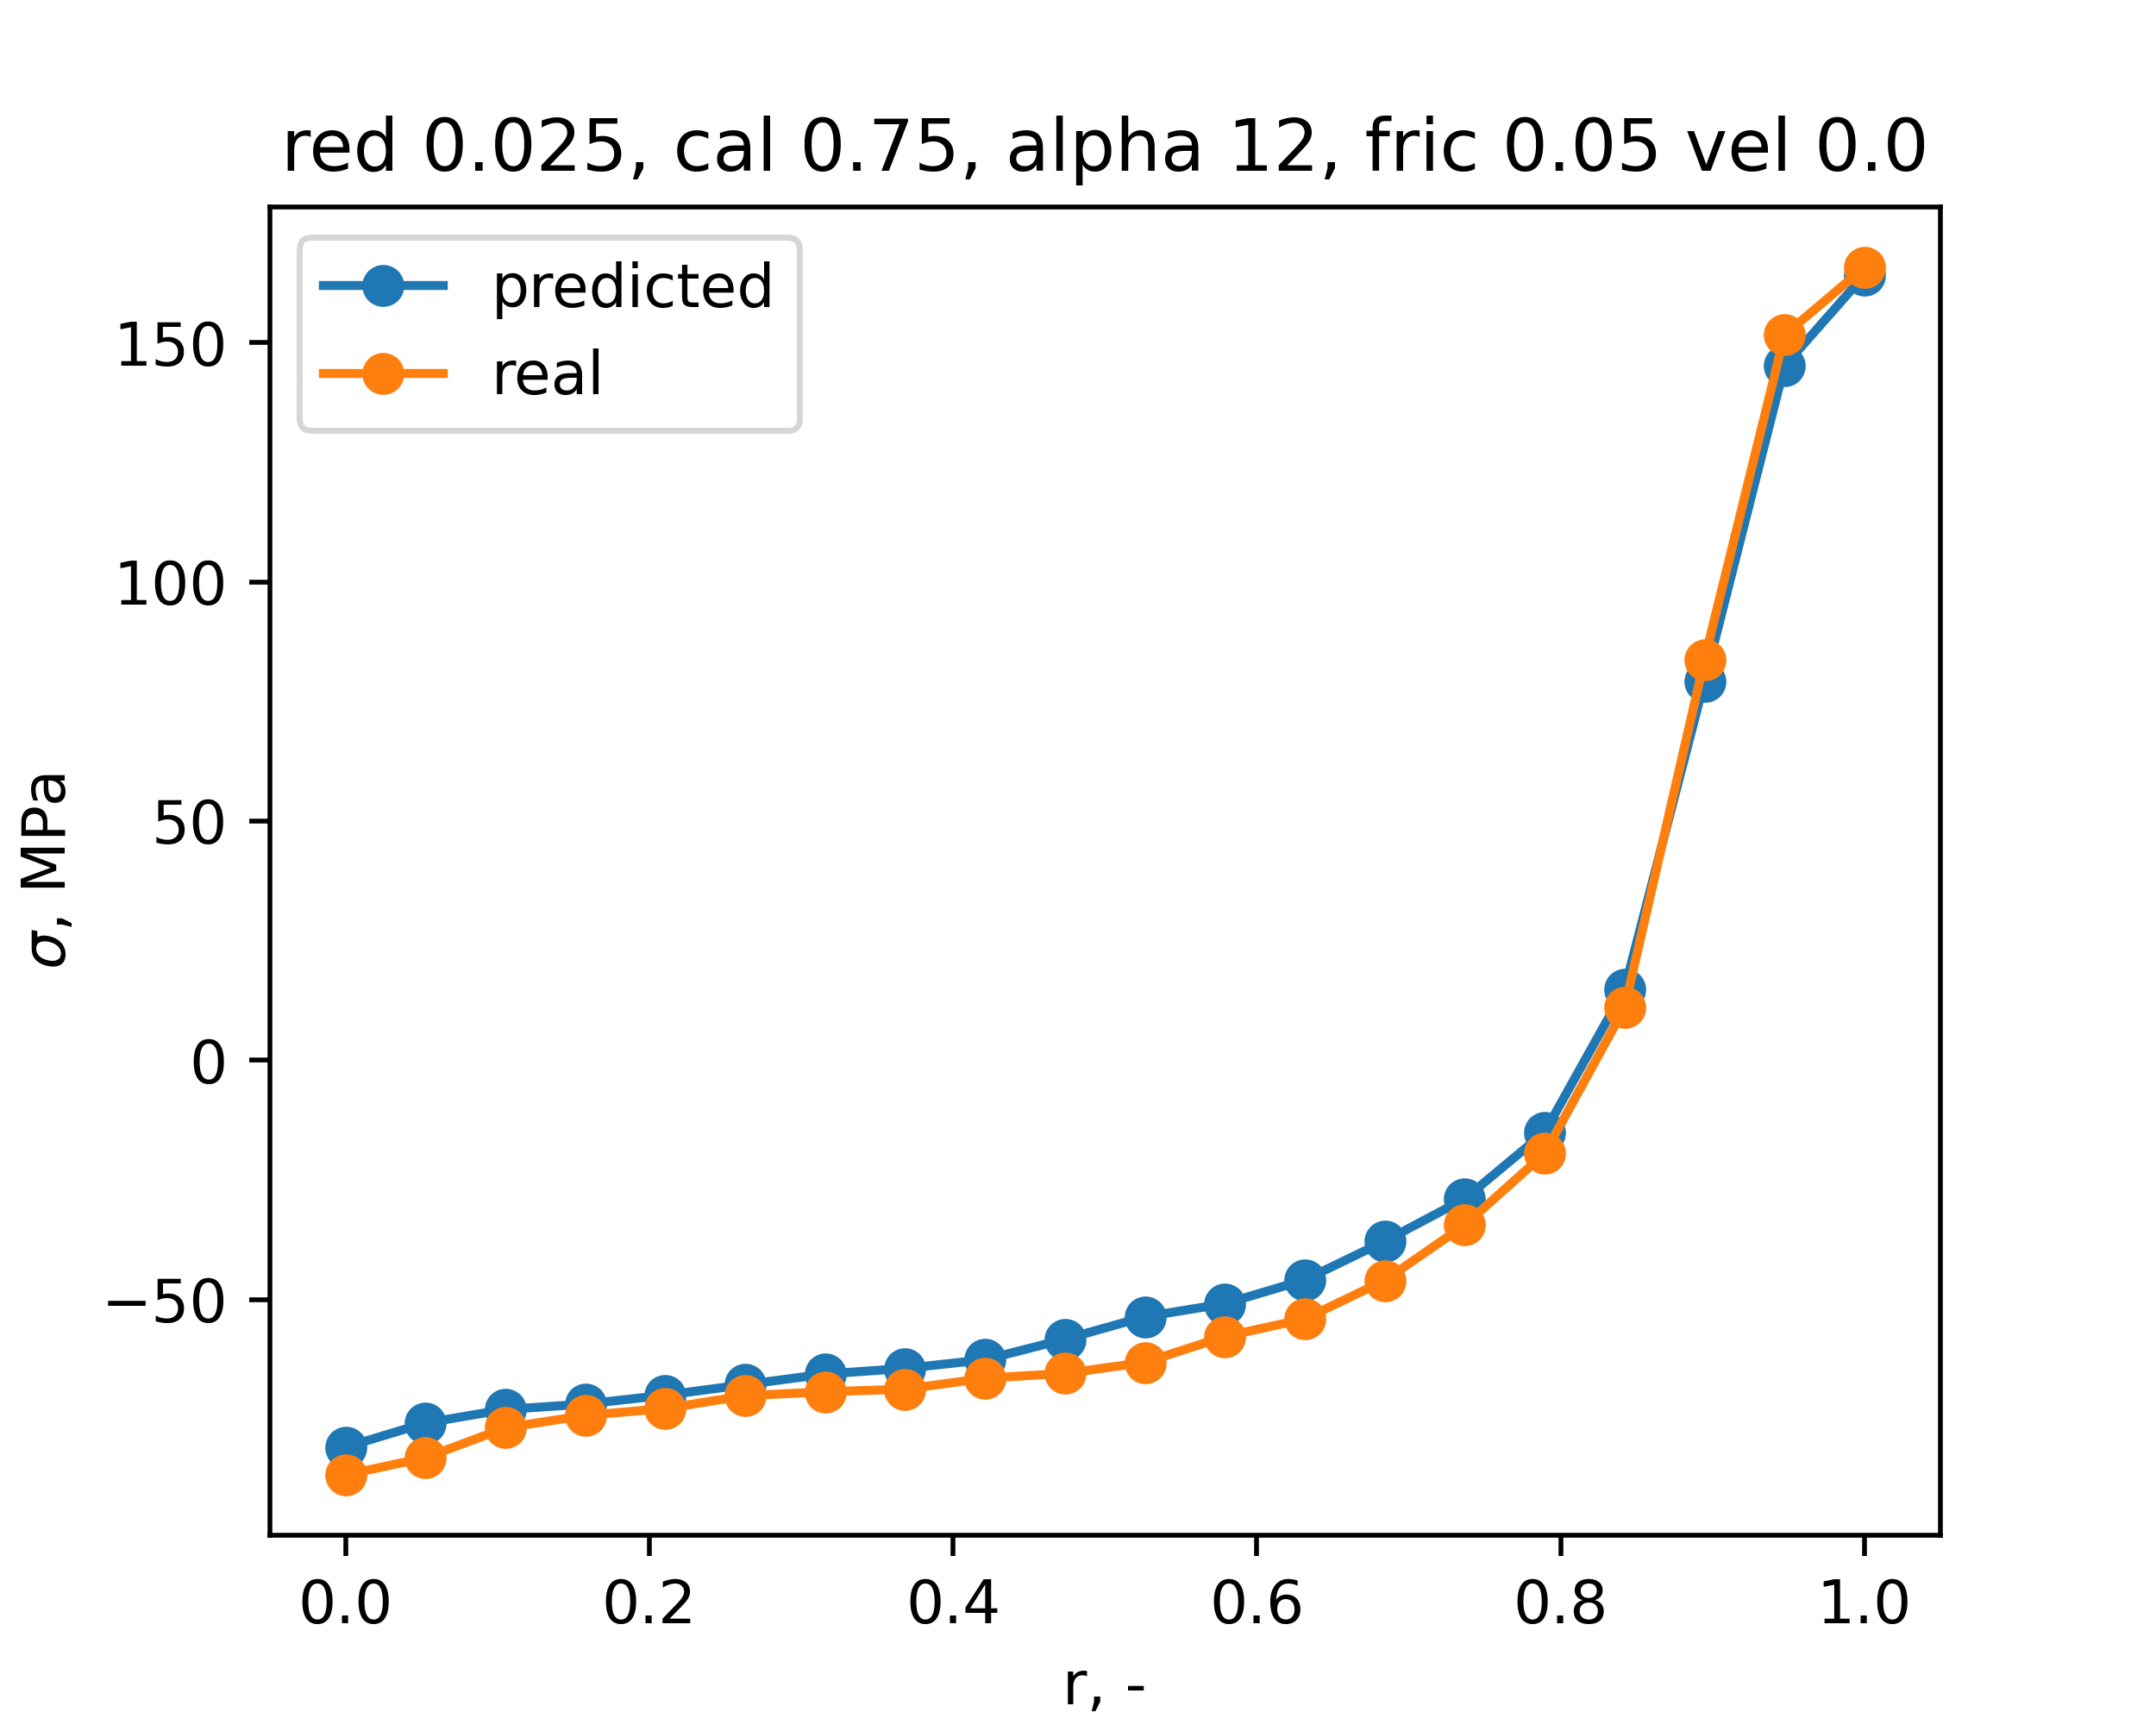 red 0.025, cal 0.75, alpha 12, fric 0.05 vel 0.0
predicted
real
150
100
50
0
−50
σ, MPa
0.0 0.2 0.4 0.6 0.8 1.0
r, -